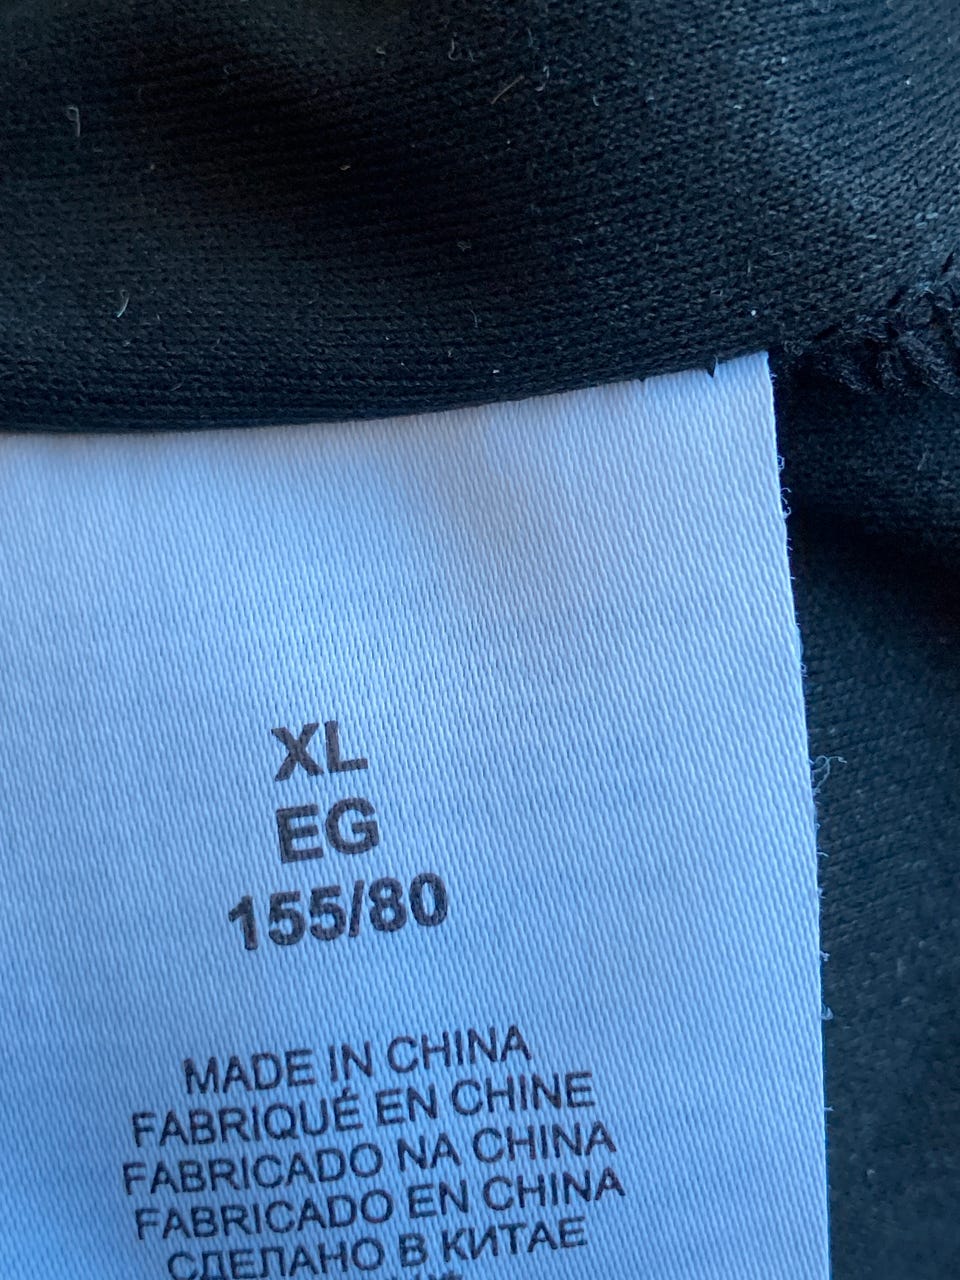 XL
EG
155/80
MADE IN CHINA
FABRIQUÉ EN CHINE
FABRICADO NA CHINA
FABRICADO EN CHINA
СДЕЛАНО В КИТАЕ